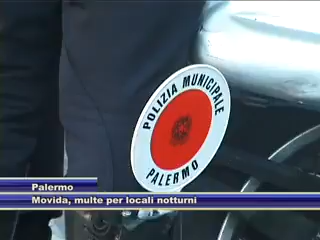 POLIZIA MUNICIPALE
PALERMO
Palermo
Movida, multe per locali notturni